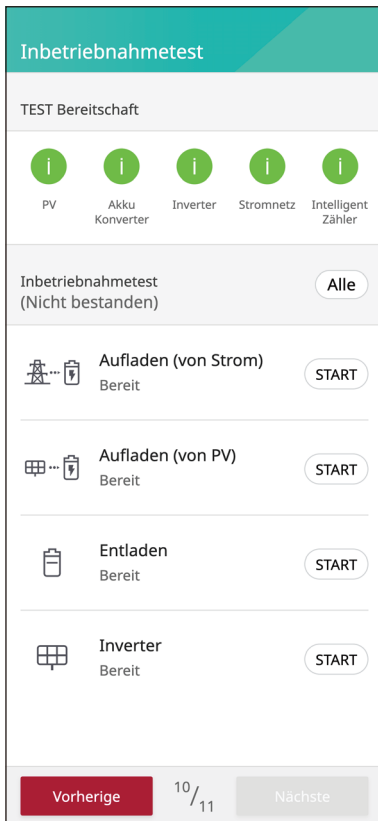 Inbetriebnahmetest
TEST Bereitschaft
i i i i i
PV Akku Inverter Stromnetz Intelligent
Konverter Zähler
Inbetriebnahmetest
(Nicht bestanden)
Alle
Aufladen (von Strom)
Bereit
START
Aufladen (von PV)
Bereit
START
Entladen
Bereit
START
Inverter
Bereit
START
Vorherige 10/11 Nächste